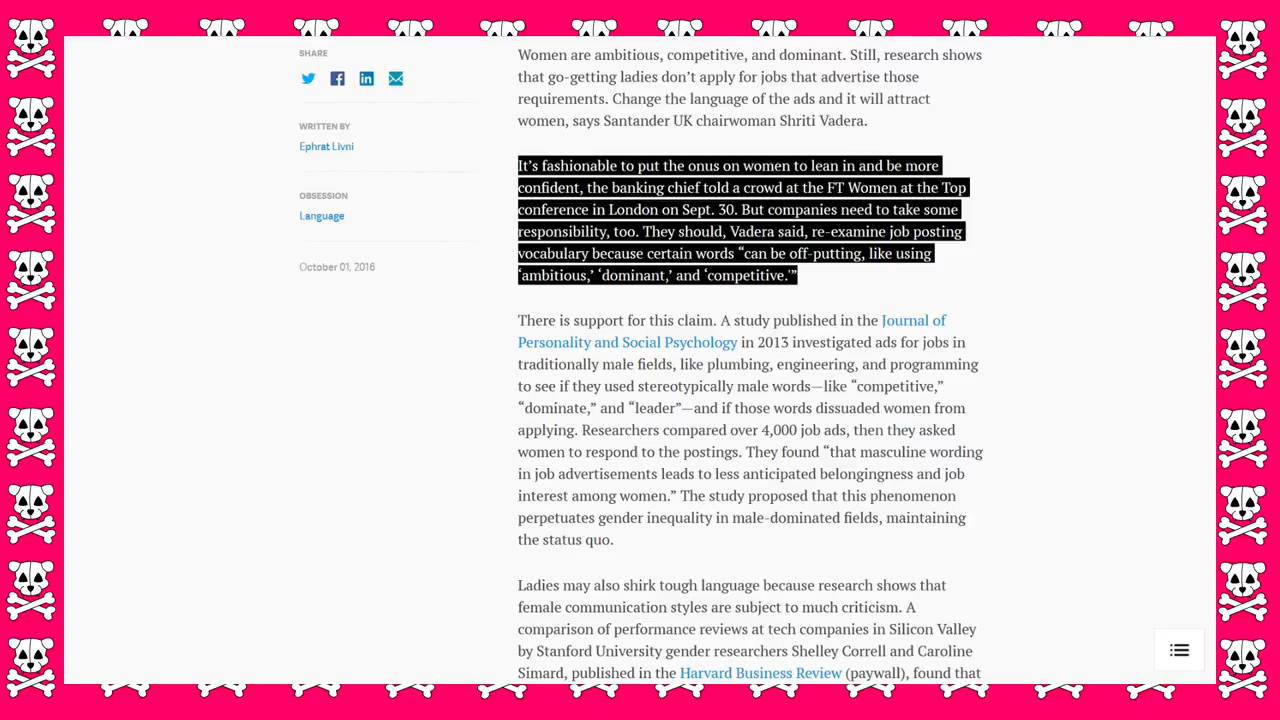 SHARE
WRITTEN BY
Ephrat Livni
OBSESSION
Language
October 01, 2016
Women are ambitious, competitive, and dominant. Still, research shows
that go-getting ladies don’t apply for jobs that advertise those
requirements. Change the language of the ads and it will attract
women, says Santander UK chairwoman Shriti Vadera.
It’s fashionable to put the onus on women to lean in and be more
confident, the banking chief told a crowd at the FT Women at the Top
conference in London on Sept. 30. But companies need to take some
responsibility, too. They should, Vadera said, re-examine job posting
vocabulary because certain words “can be off-putting, like using
‘ambitious,’ ‘dominant,’ and ‘competitive.'”
There is support for this claim. A study published in the Journal of
Personality and Social Psychology in 2013 investigated ads for jobs in
traditionally male fields, like plumbing, engineering, and programming
to see if they used stereotypically male words—like “competitive,”
“dominate,” and “leader”—and if those words dissuaded women from
applying. Researchers compared over 4,000 job ads, then they asked
women to respond to the postings. They found “that masculine wording
in job advertisements leads to less anticipated belongingness and job
interest among women.” The study proposed that this phenomenon
perpetuates gender inequality in male-dominated fields, maintaining
the status quo.
Ladies may also shirk tough language because research shows that
female communication styles are subject to much criticism. A
comparison of performance reviews at tech companies in Silicon Valley
by Stanford University gender researchers Shelley Correll and Caroline
Simard, published in the Harvard Business Review (paywall), found that